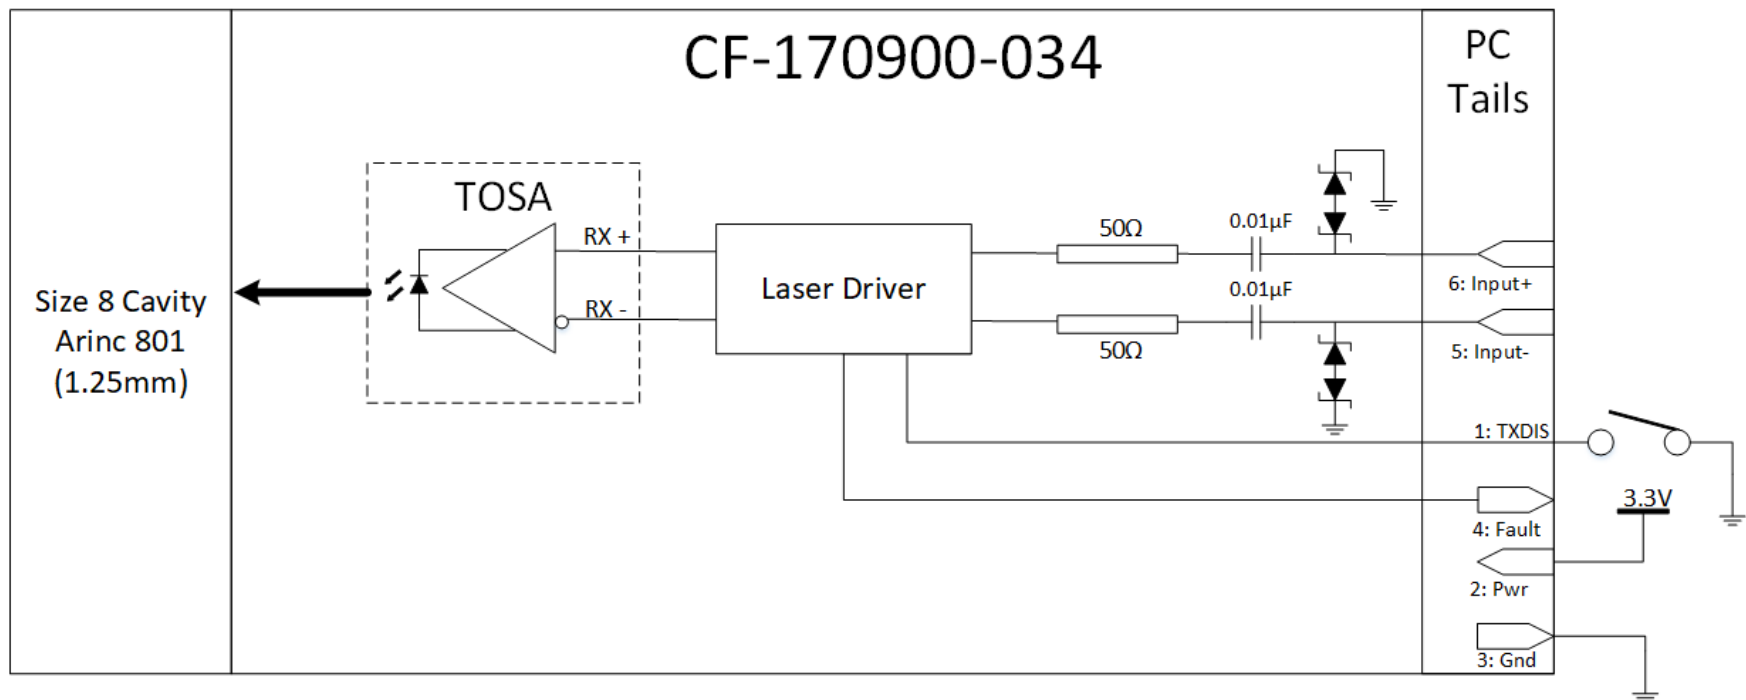 CF-170900-034
PC
Tails
TOSA
RX +
RX -
Laser Driver
50Ω
0.01µF
0.01µF
50Ω
Size 8 Cavity
Arinc 801
(1.25mm)
6: Input+
5: Input-
1: TXDIS
3.3V
4: Fault
2: Pwr
3: Gnd